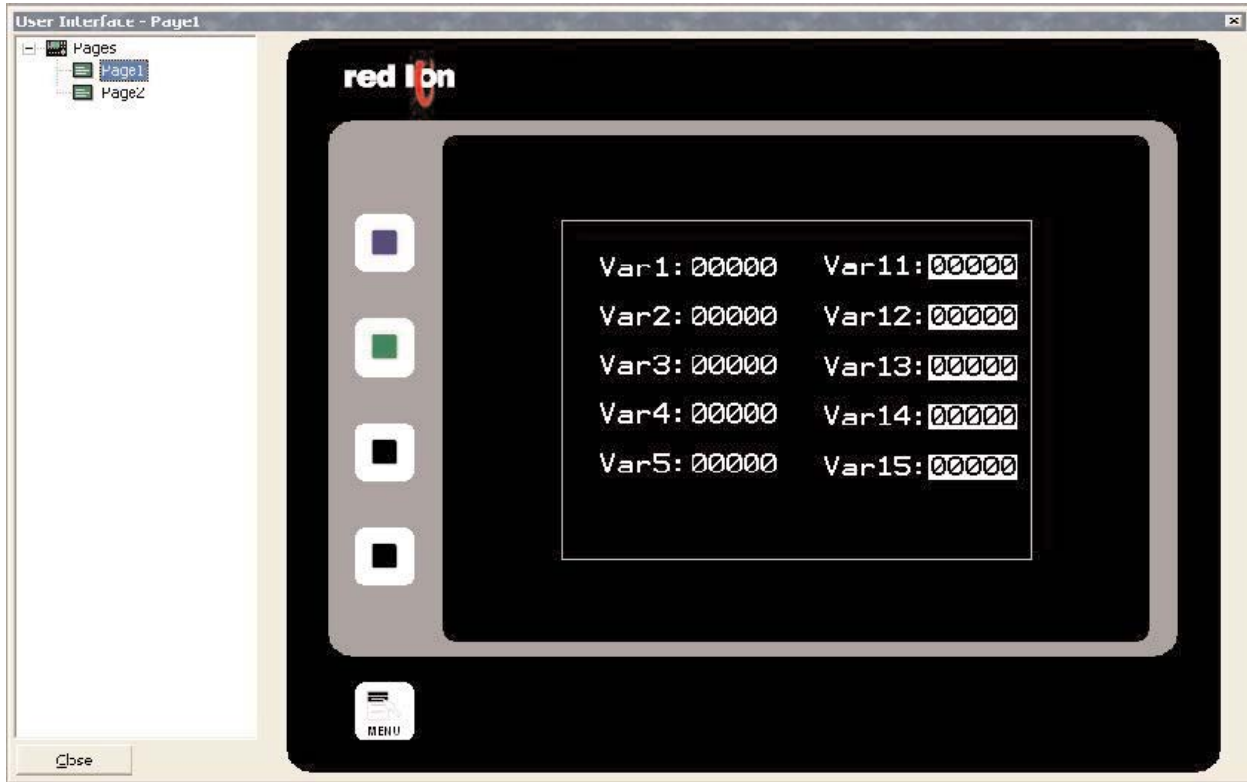 User Interface - Page1
Pages
Page1
Page2
red lion
Var1: 00000 Var11: 00000
Var2: 00000 Var12: 00000
Var3: 00000 Var13: 00000
Var4: 00000 Var14: 00000
Var5: 00000 Var15: 00000
MENU
Close